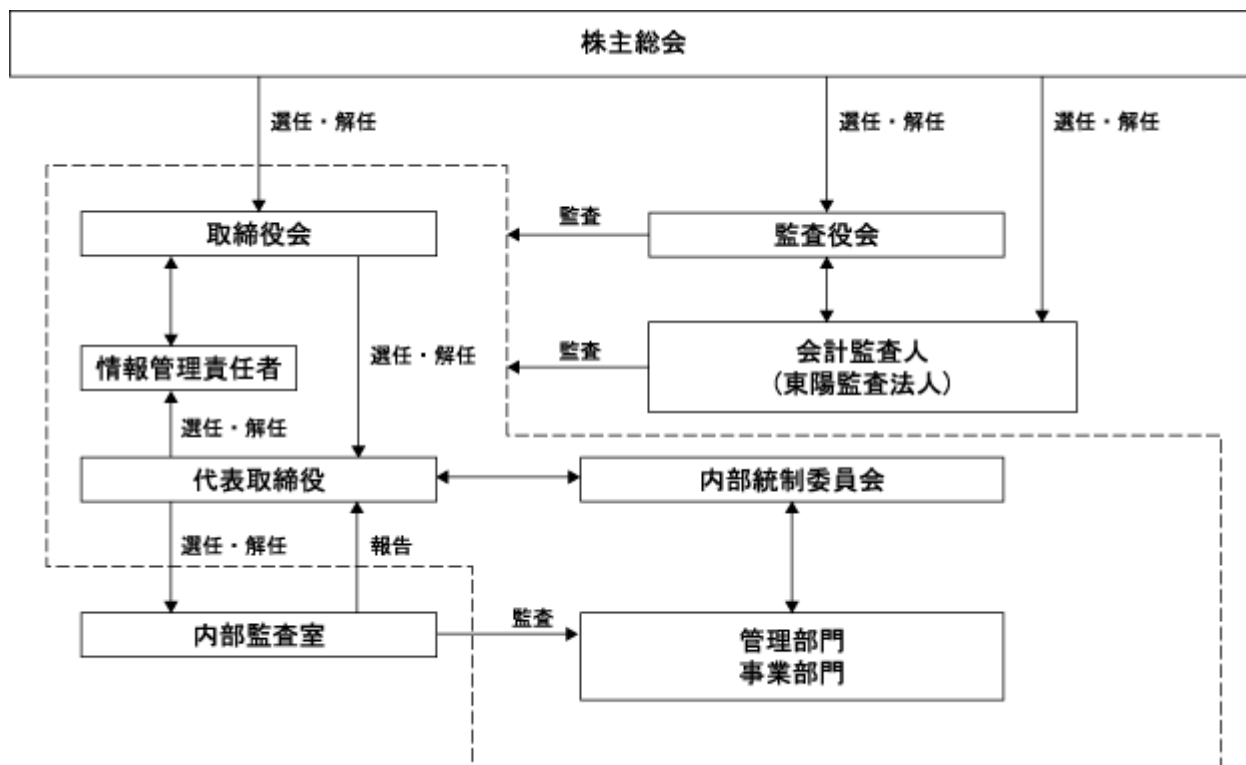 株主総会
選任・解任
選任・解任
選任・解任
取締役会
監査
監査役会
情報管理責任者
選任・解任
監査
会計監査人
(東陽監査法人)
選任・解任
代表取締役
内部統制委員会
選任・解任
報告
内部監査室
監査
管理部門
事業部門